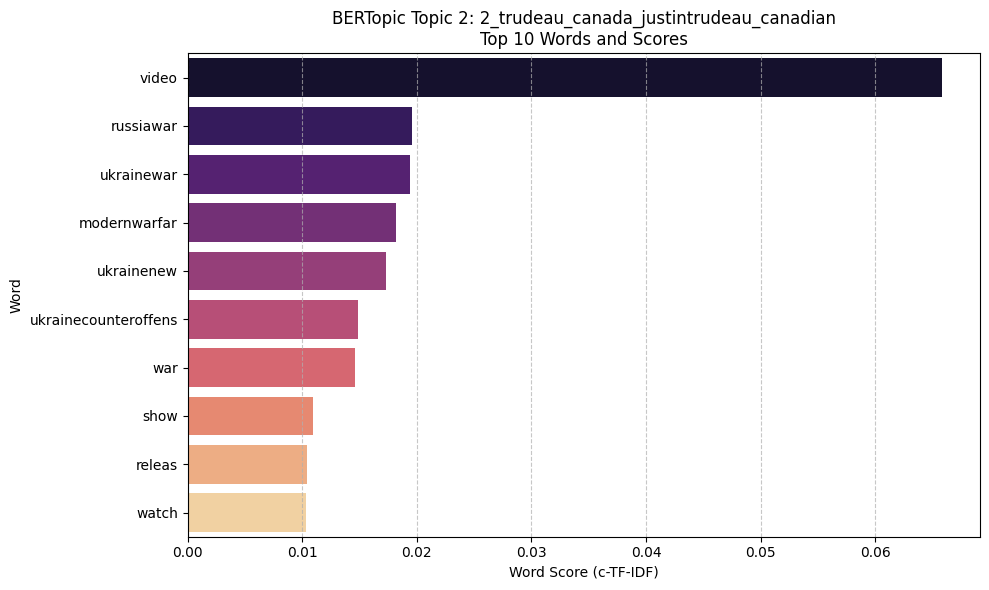 BERTopic Topic 2: 2_trudeau_canada_justintrudeau_canadian
Top 10 Words and Scores
Word
video
russiawar
ukrainewar
modernwarfar
ukrainenew
ukrainecounteroffens
war
show
releas
watch
0.00 0.01 0.02 0.03 0.04 0.05 0.06
Word Score (c-TF-IDF)